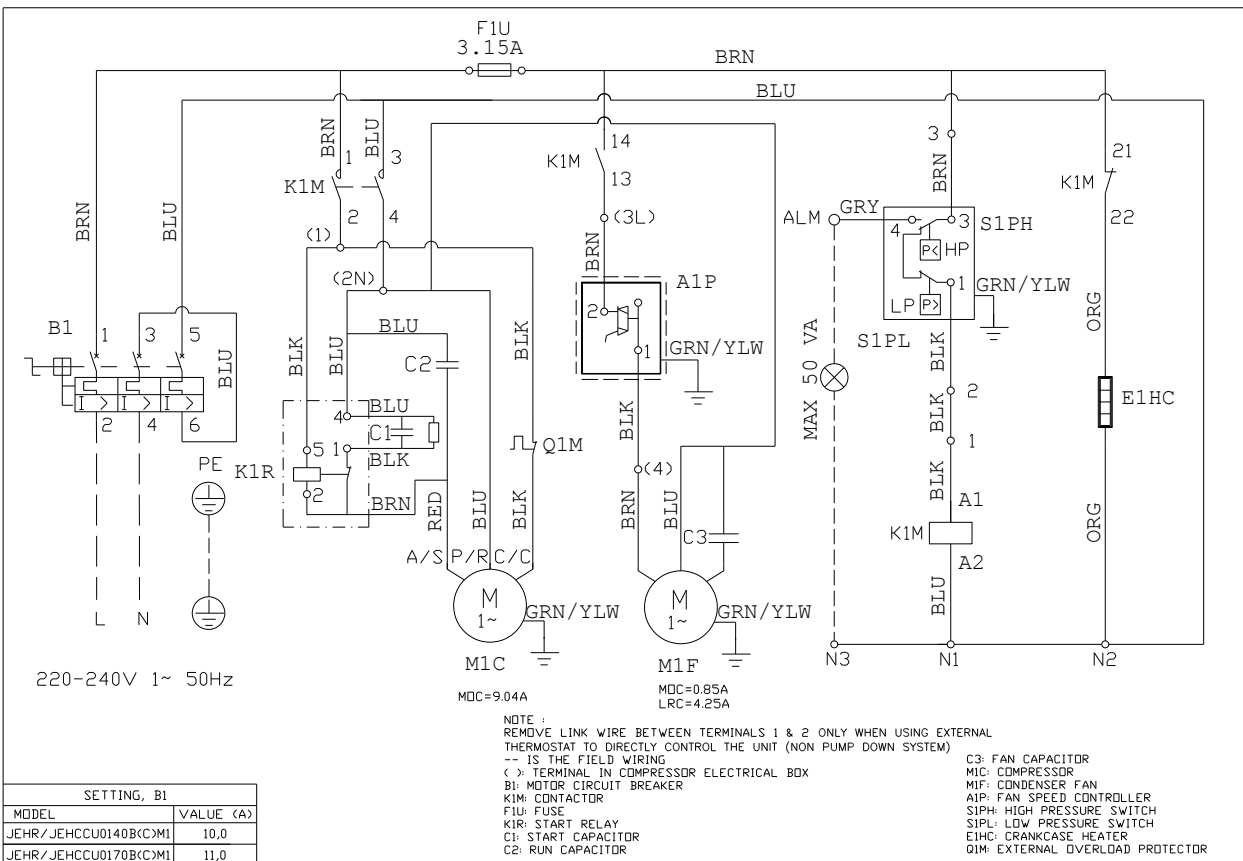 F1U
3.15A
BRN
BLU
BRN
BLU
BRN
BLU
1
3
K1M
2
4
(1)
(2N)
14
K1M
13
(3L)
BRN
A1P
2
1
GRN/YLW
3
BRN
ALM
GRY
4
3
S1PH
P<
HP
1
GRN/YLW
LP
P>
S1PL
21
K1M
22
ORG
E1HC
ORG
B1
1
3
5
BLU
I >
I >
I >
2
4
6
PE
L
N
220-240V 1~ 50Hz
BLK
BLU
BLU
C2
BLK
BLU
4
C1
5
1
BLK
K1R
2
BRN
RED
BLU
BLK
Q1M
A/S
P/R
C/C
M
1~
GRN/YLW
M1C
MOC=9.04A
BLK
(4)
BRN
BLU
C3
M
1~
GRN/YLW
M1F
MOC=0.85A
LRC=4.25A
MAX 50 VA
BLK
2
BLK
1
BLK
A1
K1M
A2
BLU
N3
N1
N2
NOTE :
REMOVE LINK WIRE BETWEEN TERMINALS 1 & 2 ONLY WHEN USING EXTERNAL
THERMOSTAT TO DIRECTLY CONTROL THE UNIT (NON PUMP DOWN SYSTEM)
-- IS THE FIELD WIRING
( ): TERMINAL IN COMPRESSOR ELECTRICAL BOX
B1: MOTOR CIRCUIT BREAKER
K1M: CONTACTOR
F1U: FUSE
K1R: START RELAY
C1: START CAPACITOR
C2: RUN CAPACITOR
C3: FAN CAPACITOR
M1C: COMPRESSOR
M1F: CONDENSER FAN
A1P: FAN SPEED CONTROLLER
S1PH: HIGH PRESSURE SWITCH
S1PL: LOW PRESSURE SWITCH
E1HC: CRANKCASE HEATER
Q1M: EXTERNAL OVERLOAD PROTECTOR
SETTING, B1
MODEL VALUE (A)
JEHR/JEHCCU0140B(C)M1 10,0
JEHR/JEHCCU0170B(C)M1 11,0